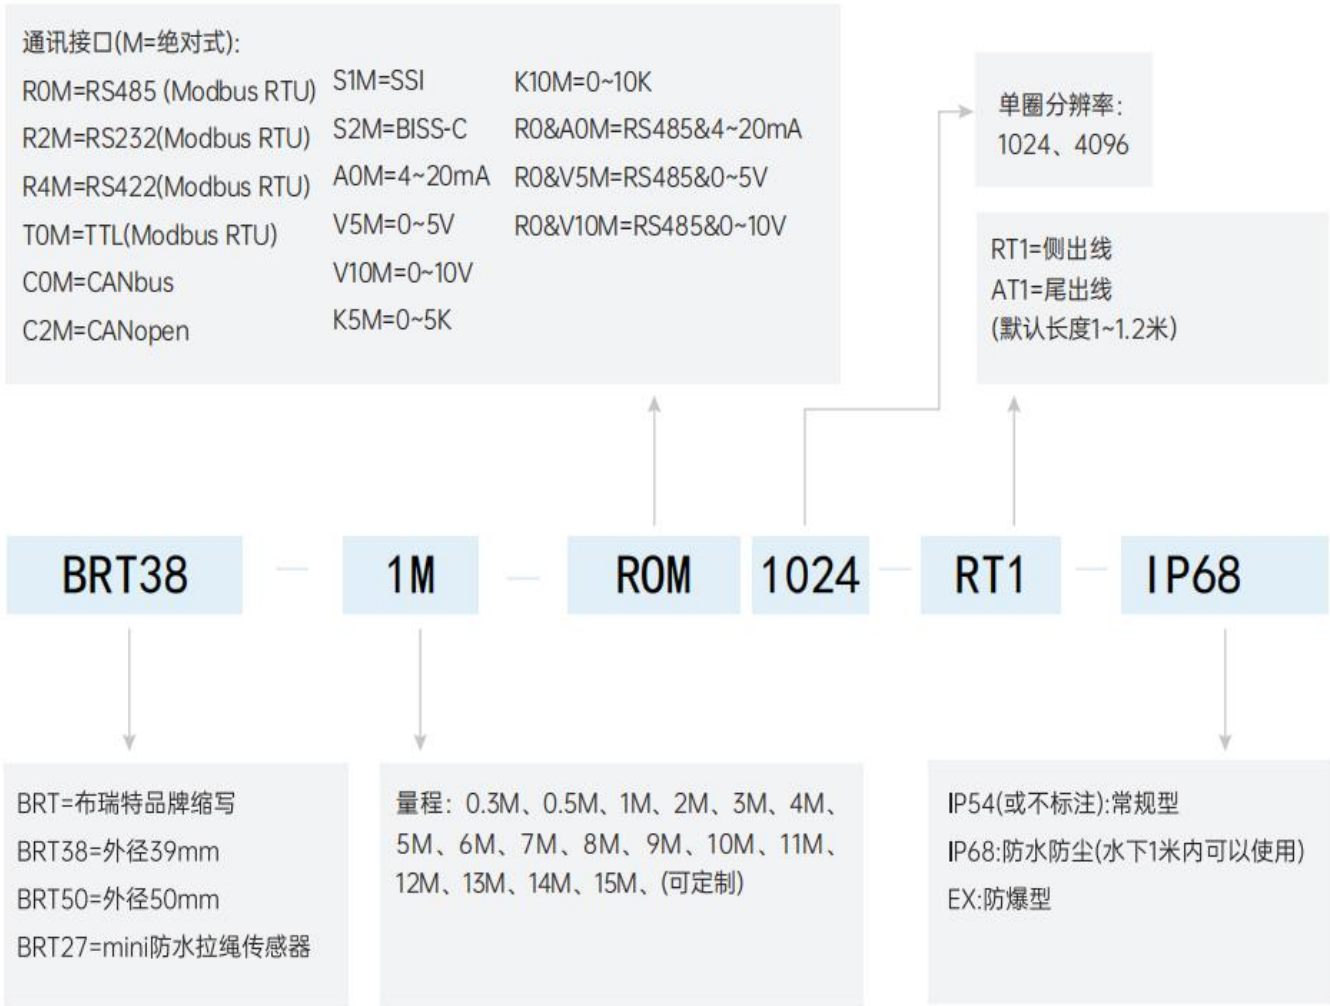 通讯接口(M=绝对式):
R0M=RS485 (Modbus RTU)
R2M=RS232(Modbus RTU)
R4M=RS422(Modbus RTU)
T0M=TTL(Modbus RTU)
C0M=CANbus
C2M=CANopen
S1M=SSI
S2M=BISS-C
A0M=4~20mA
V5M=0~5V
V10M=0~10V
K5M=0~5K
K10M=0~10K
R0&A0M=RS485&4~20mA
R0&V5M=RS485&0~5V
R0&V10M=RS485&0~10V
单圈分辨率:
1024、4096
RT1=侧出线
AT1=尾出线
(默认长度1~1.2米)
BRT38 — 1M — ROM 1024 — RT1 — IP68
BRT=布瑞特品牌缩写
BRT38=外径39mm
BRT50=外径50mm
BRT27=mini防水拉绳传感器
量程: 0.3M、0.5M、1M、2M、3M、4M、
5M、6M、7M、8M、9M、10M、11M、
12M、13M、14M、15M、(可定制)
IP54(或不标注):常规型
IP68:防水防尘(水下1米内可以使用)
EX:防爆型